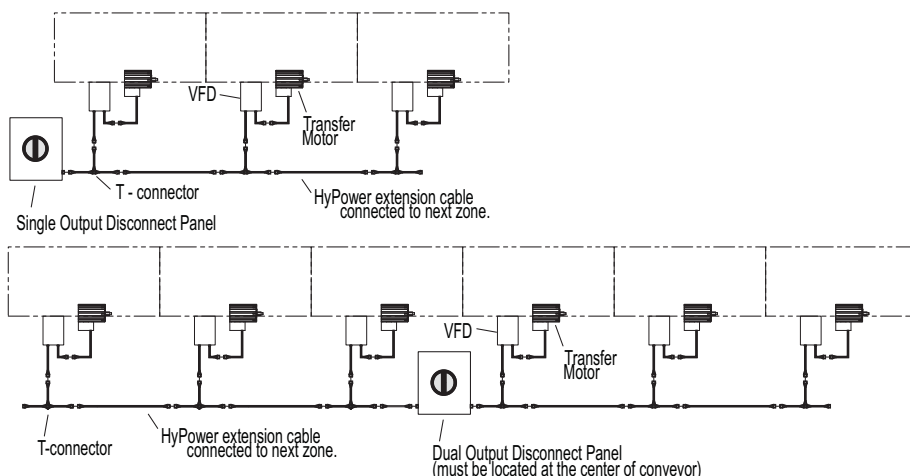 VFD
Transfer
Motor
T - connector
HyPower extension cable
connected to next zone.
Single Output Disconnect Panel
VFD
Transfer
Motor
T-connector
HyPower extension cable
connected to next zone.
Dual Output Disconnect Panel
(must be located at the center of conveyor)